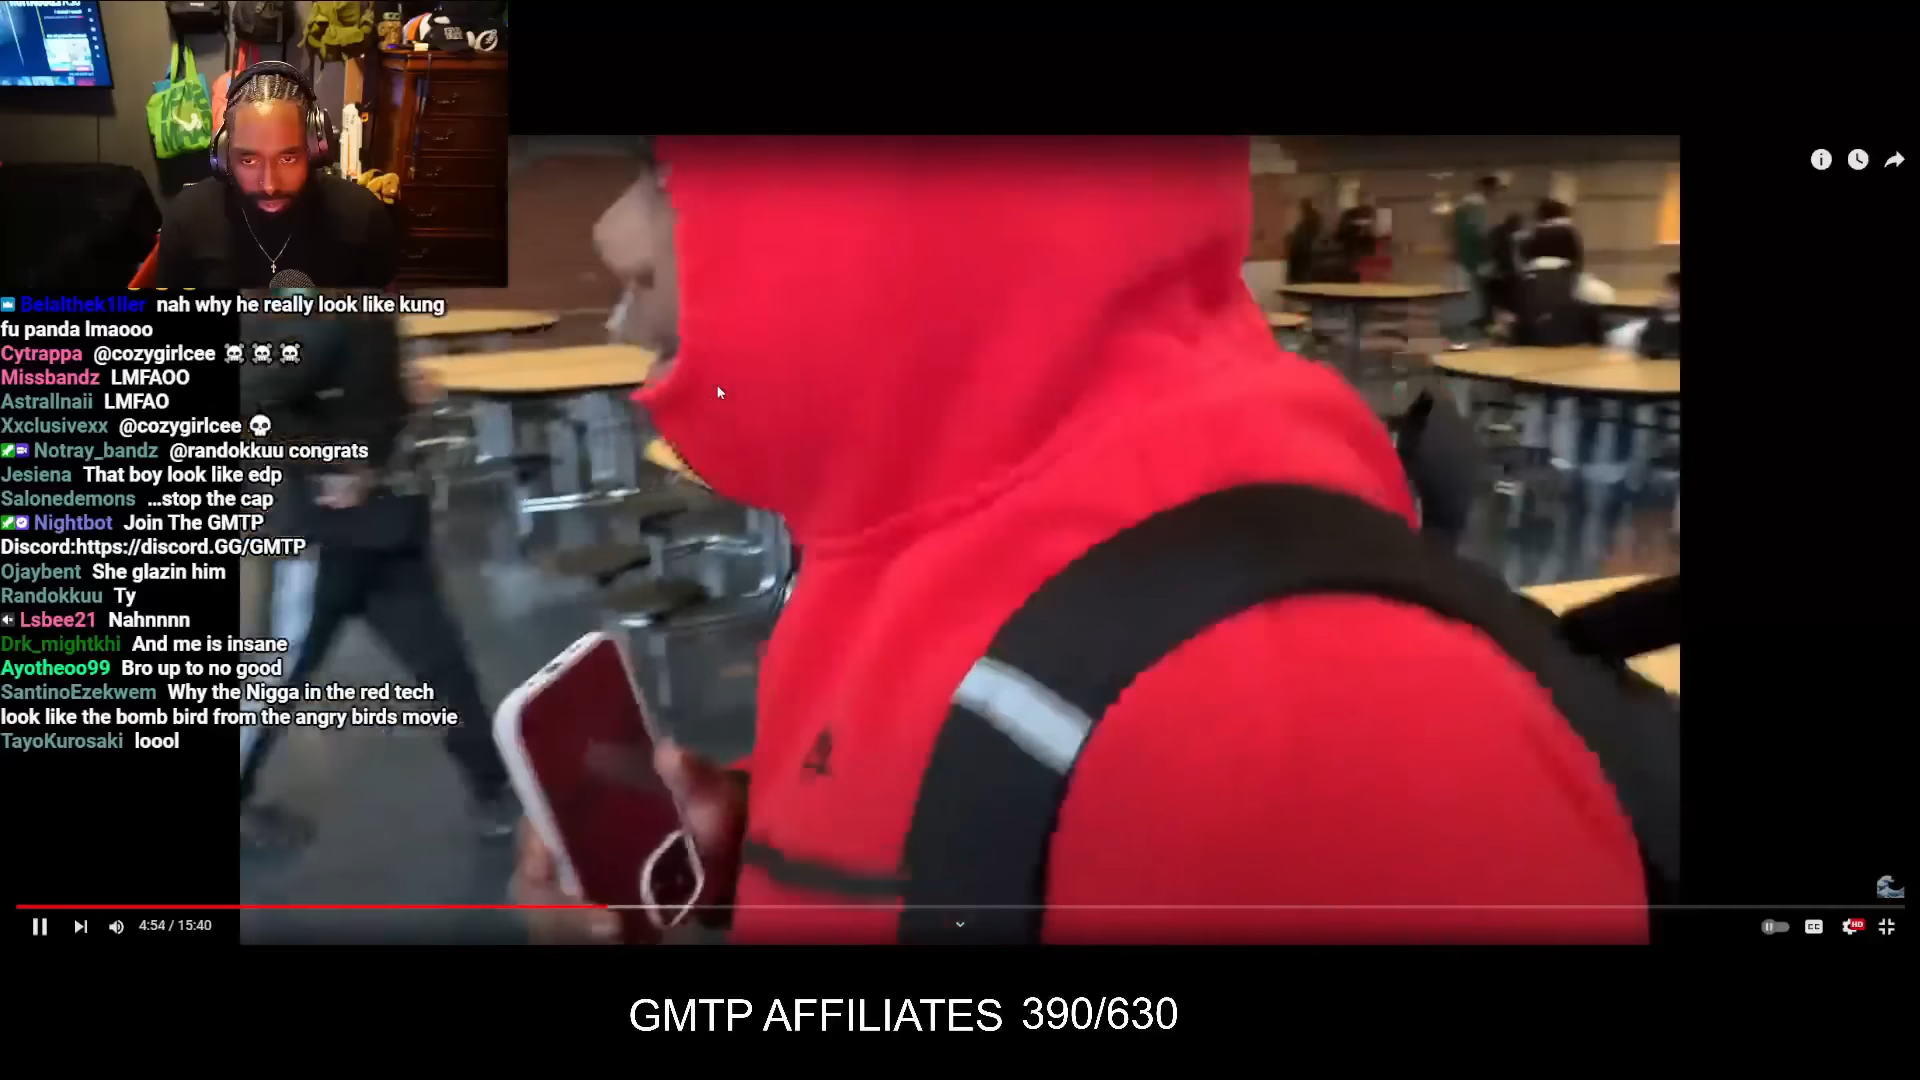 Belalthek1ller nah why he really look like kung
fu panda lmaooo
Cytrappa @cozygirlcee
Missbandz LMFAOO
Astrallnaii LMFAO
Xxclusivexx @cozygirlcee
Notray_bandz @randokkuu congrats
Jesiena That boy look like edp
Salonedemons ...stop the cap
Nightbot Join The GMTP
Discord:https://discord.GG/GMTP
Ojaybent She glazin him
Randokkuu Ty
Lsbee21 Nahnnnn
Drk_mightkhi And me is insane
Ayotheoo99 Bro up to no good
SantinoEzekwem Why the Nigga in the red tech
look like the bomb bird from the angry birds movie
TayoKurosaki loool
4:54 / 15:40
CC
HD
GMTP AFFILIATES 390/630